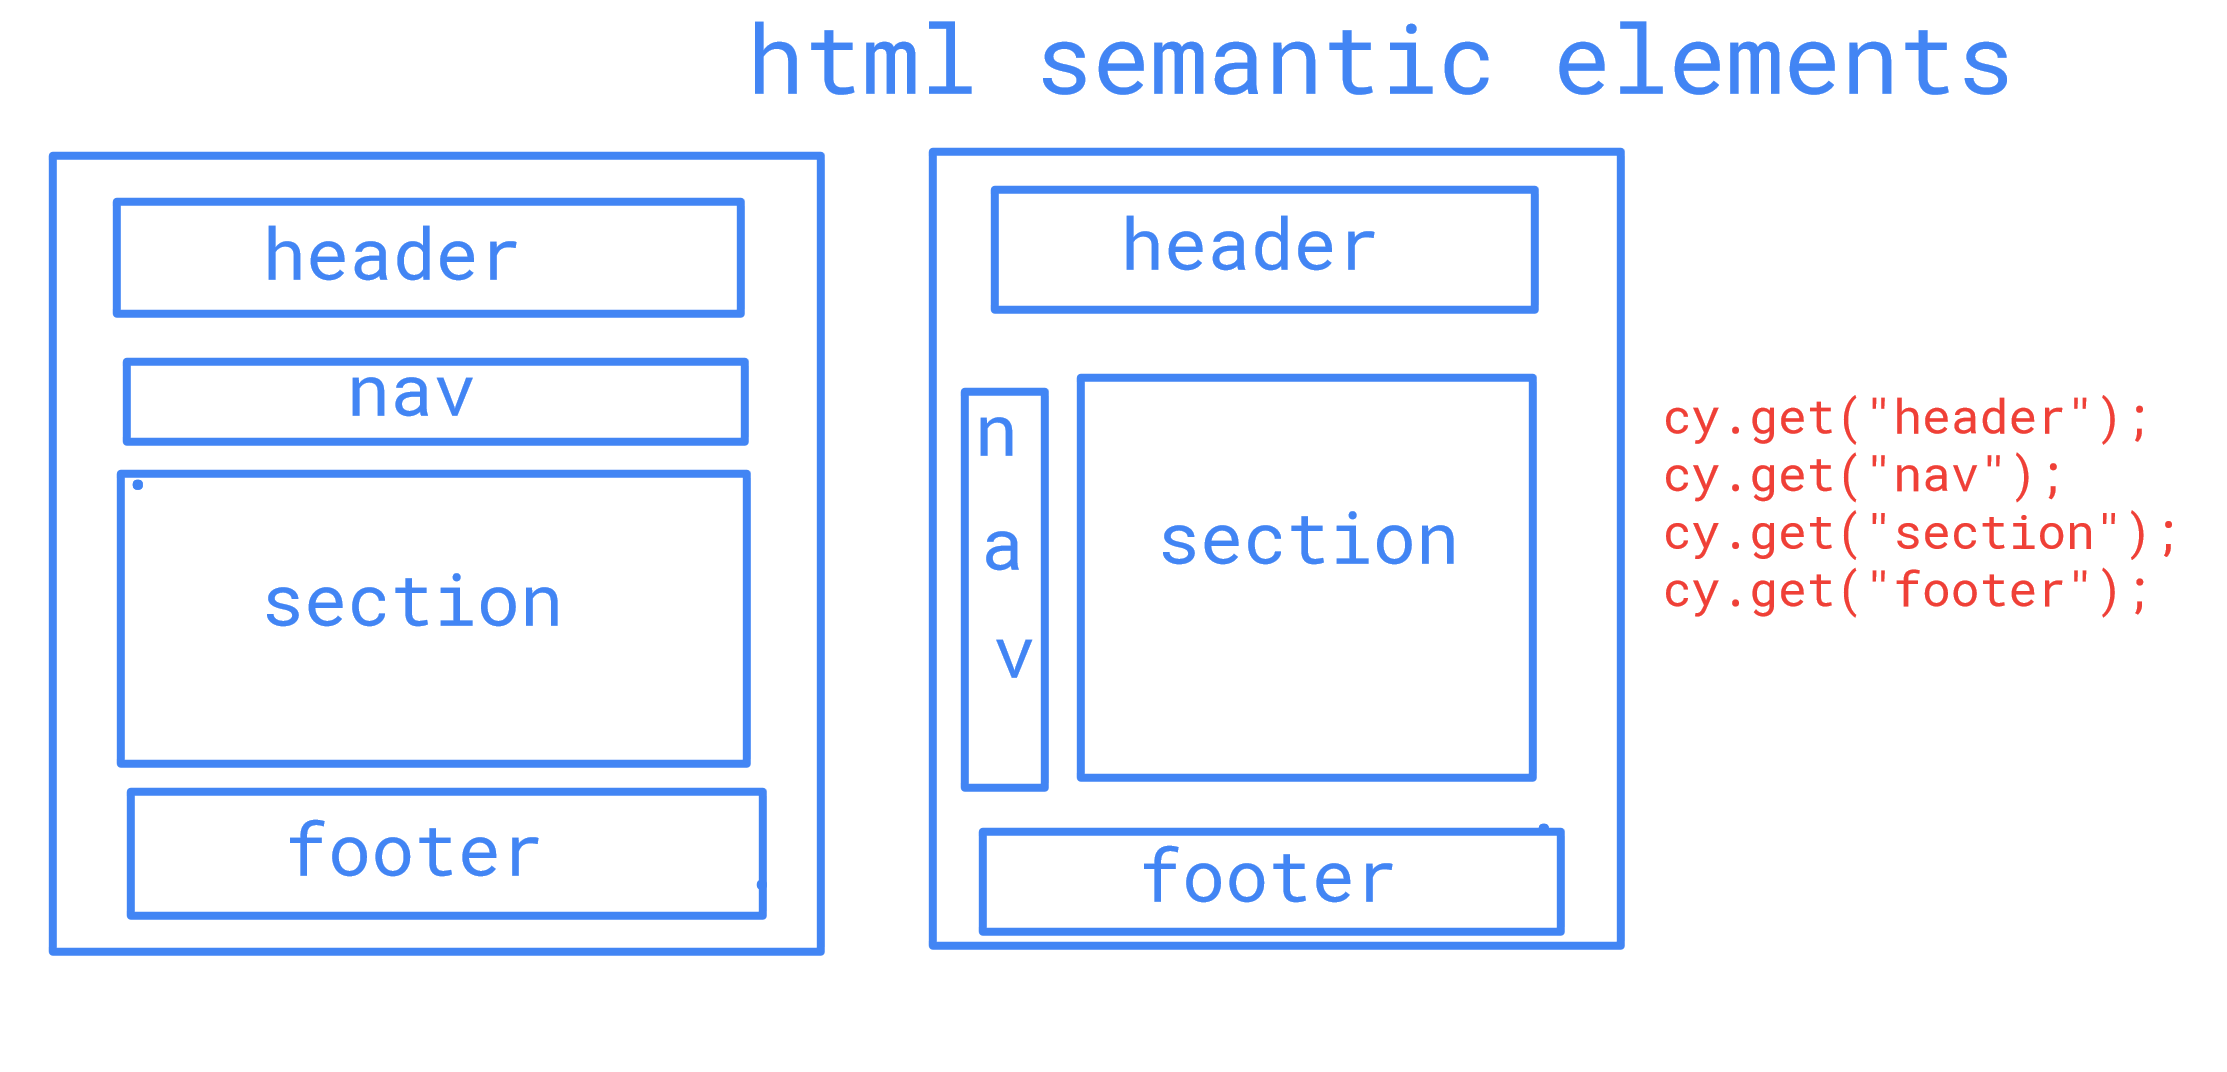 html semantic elements
header
nav
section
footer
header
n
a
v
section
footer
cy.get("header");
cy.get("nav");
cy.get("section");
cy.get("footer");